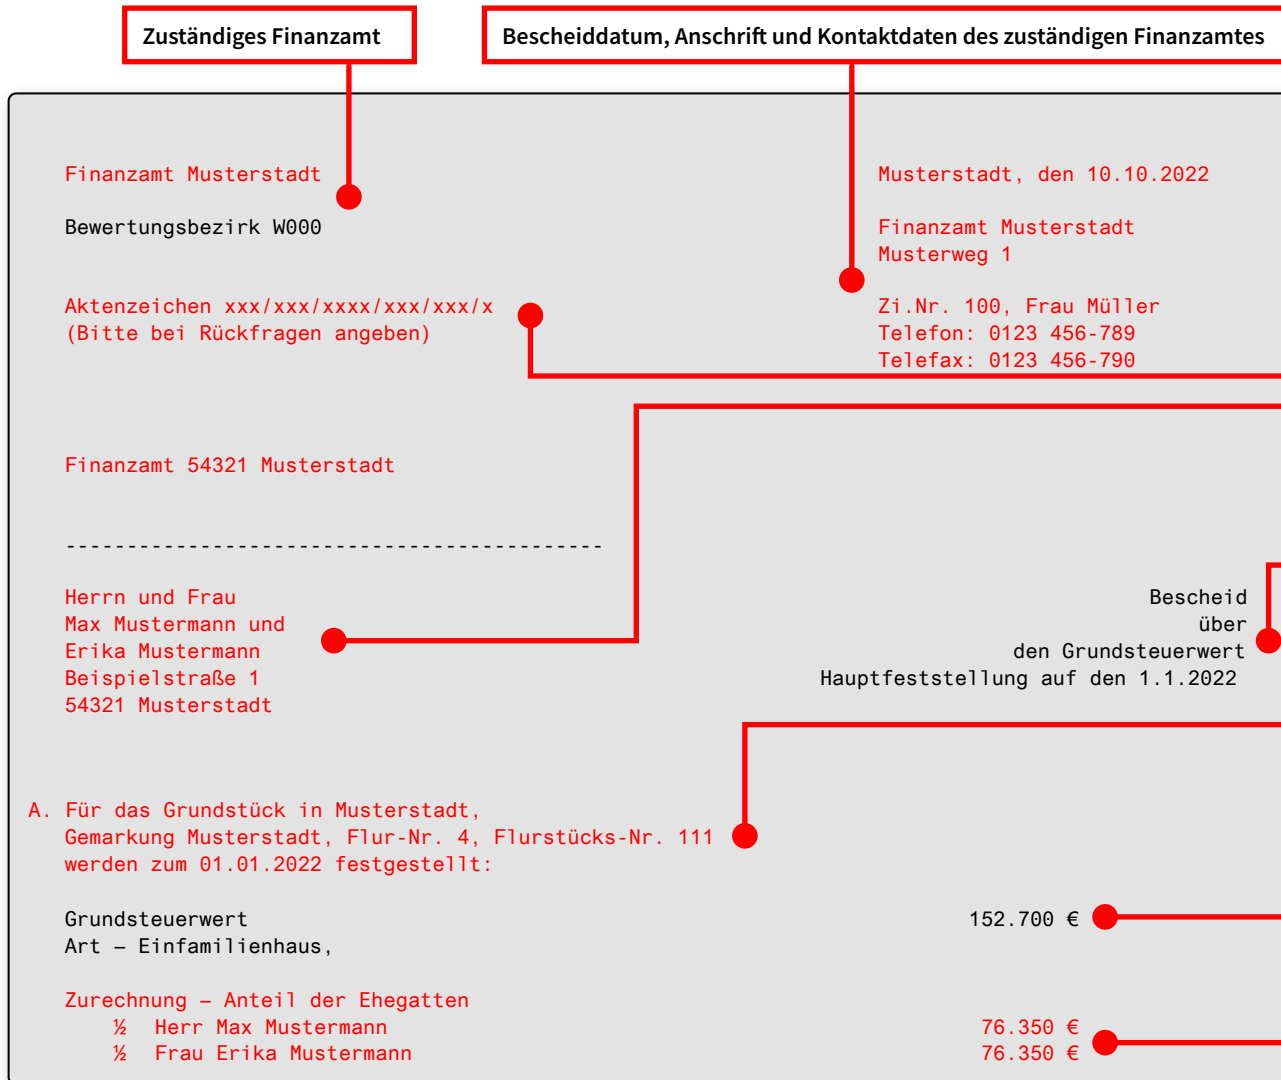 Zuständiges Finanzamt
Bescheiddatum, Anschrift und Kontaktdaten des zuständigen Finanzamtes
Finanzamt Musterstadt
Bewertungsbezirk W000
Aktenzeichen xxx/xxx/xxxx/xxx/xxx/x
(Bitte bei Rückfragen angeben)
Musterstadt, den 10.10.2022
Finanzamt Musterstadt
Musterweg 1
Zi.Nr. 100, Frau Müller
Telefon: 0123 456-789
Telefax: 0123 456-790
Finanzamt 54321 Musterstadt
--------------------------------------------
Herrn und Frau
Max Mustermann und
Erika Mustermann
Beispielstraße 1
54321 Musterstadt
Bescheid
über
den Grundsteuerwert
Hauptfeststellung auf den 1.1.2022
A. Für das Grundstück in Musterstadt,
Gemarkung Musterstadt, Flur-Nr. 4, Flurstücks-Nr. 111
werden zum 01.01.2022 festgestellt:
Grundsteuerwert 152.700 €
Art – Einfamilienhaus,
Zurechnung – Anteil der Ehegatten
½ Herr Max Mustermann 76.350 €
½ Frau Erika Mustermann 76.350 €